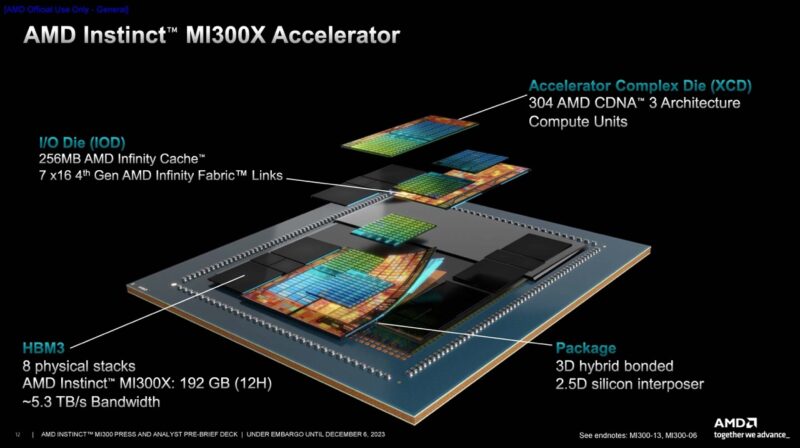 [AMD Official Use Only - General]
AMD Instinct™ MI300X Accelerator
Accelerator Complex Die (XCD)
304 AMD CDNA™ 3 Architecture
Compute Units
I/O Die (IOD)
256MB AMD Infinity Cache™
7 x16 4th Gen AMD Infinity Fabric™ Links
HBM3
8 physical stacks
AMD Instinct™ MI300X: 192 GB (12H)
~5.3 TB/s Bandwidth
Package
3D hybrid bonded
2.5D silicon interposer
12 | AMD INSTINCT™ MI300 PRESS AND ANALYST PRE-BRIEF DECK | UNDER EMBARGO UNTIL DECEMBER 6, 2023
See endnotes: MI300-13, MI300-06
AMD
together we advance_